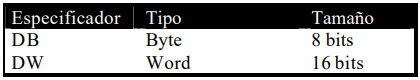 Especificador Tipo Tamaño
DB Byte 8 bits
DW Word 16 bits